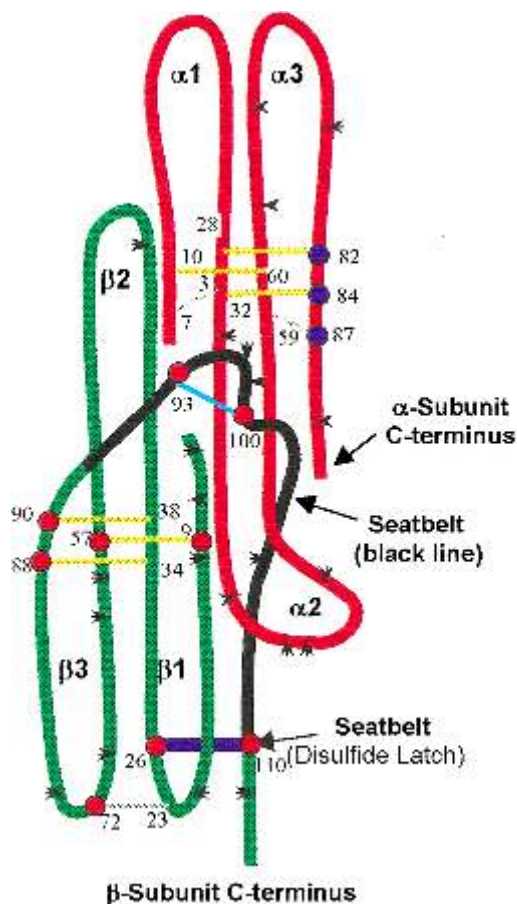 α1
α3
28
10
82
β2
3
60
84
32
7
59
87
93
α-Subunit
C-terminus
100
Seatbelt
(black line)
90
38
57
9
88
34
α2
β3
β1
Seatbelt
(Disulfide Latch)
26
110
72
23
β-Subunit C-terminus